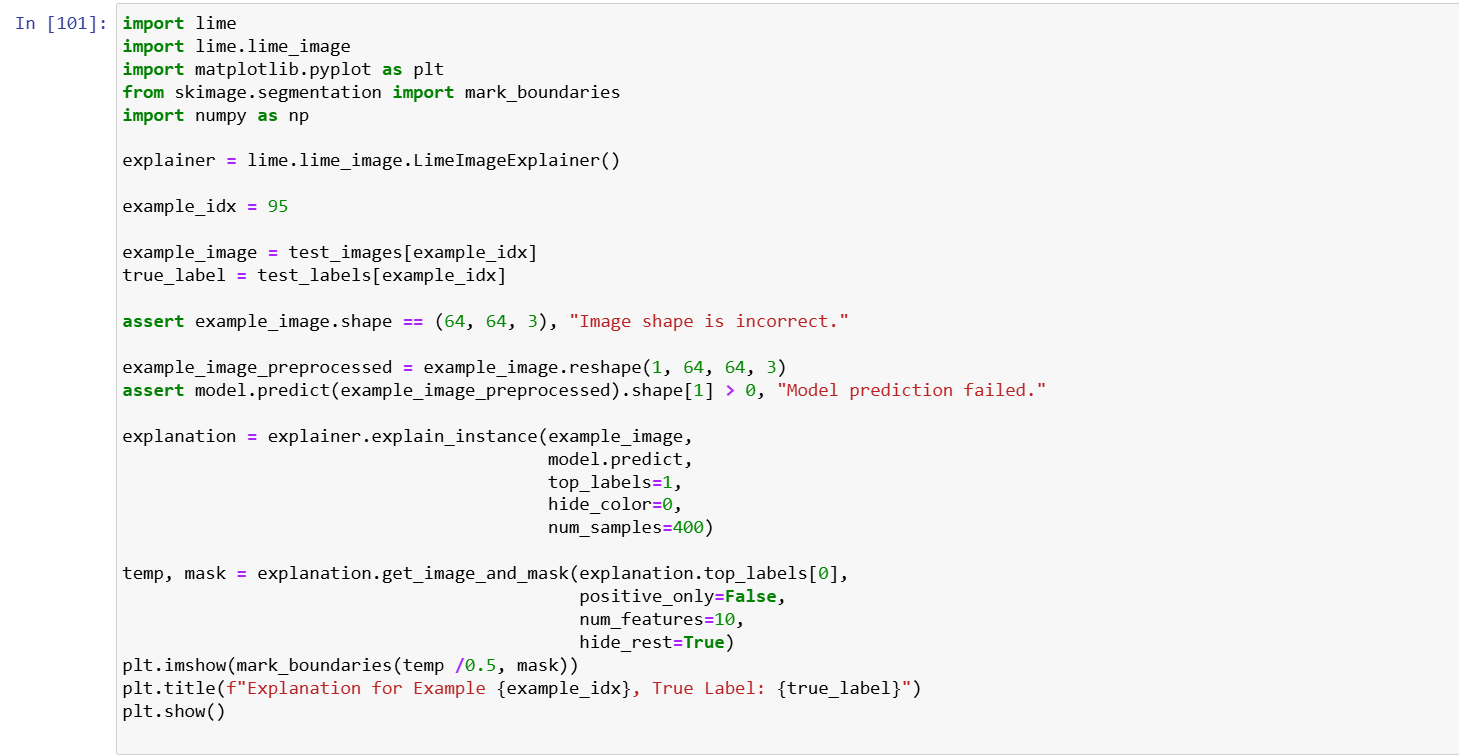 In [101]: import lime
import lime.lime_image
import matplotlib.pyplot as plt
from skimage.segmentation import mark_boundaries
import numpy as np
explainer = lime.lime_image.LimeImageExplainer()
example_idx = 95
example_image = test_images[example_idx]
true_label = test_labels[example_idx]
assert example_image.shape == (64, 64, 3), "Image shape is incorrect."
example_image_preprocessed = example_image.reshape(1, 64, 64, 3)
assert model.predict(example_image_preprocessed).shape[1] > 0, "Model prediction failed."
explanation = explainer.explain_instance(example_image,
model.predict,
top_labels=1,
hide_color=0,
num_samples=400)
temp, mask = explanation.get_image_and_mask(explanation.top_labels[0],
positive_only=False,
num_features=10,
hide_rest=True)
plt.imshow(mark_boundaries(temp /0.5, mask))
plt.title(f"Explanation for Example {example_idx}, True Label: {true_label}")
plt.show()